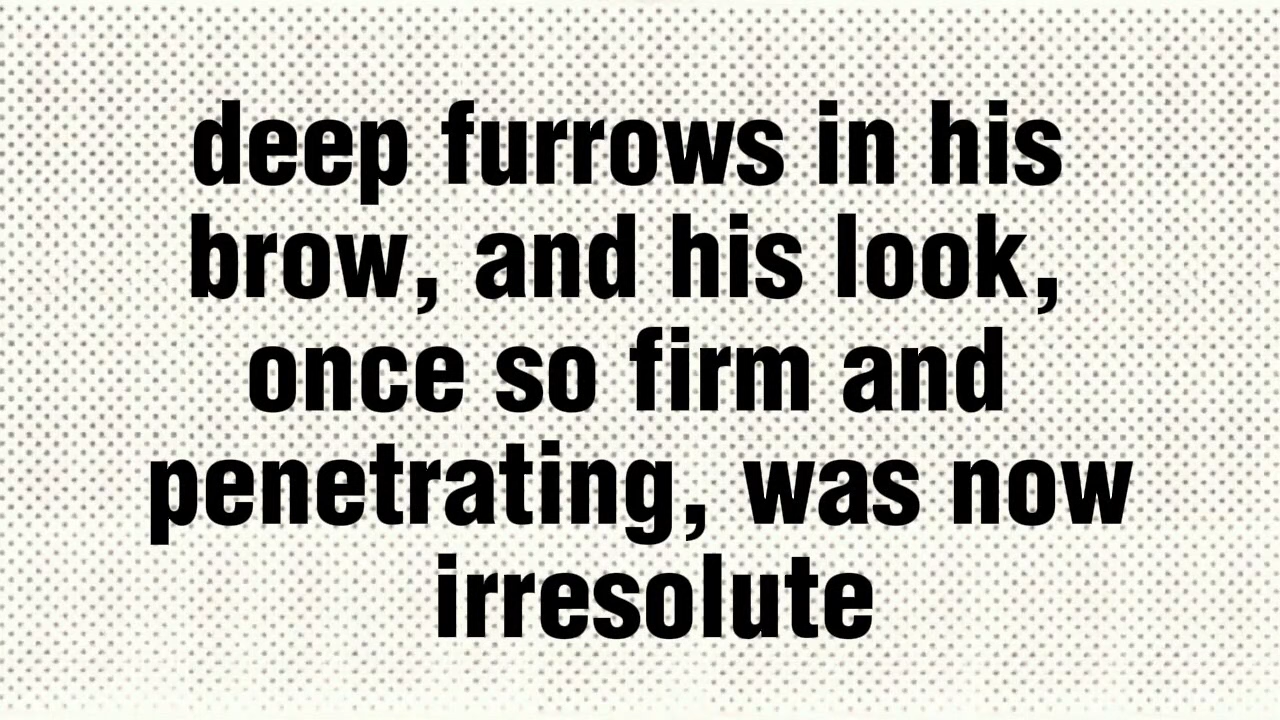 deep furrows in his
brow, and his look,
once so firm and
penetrating, was now
irresolute